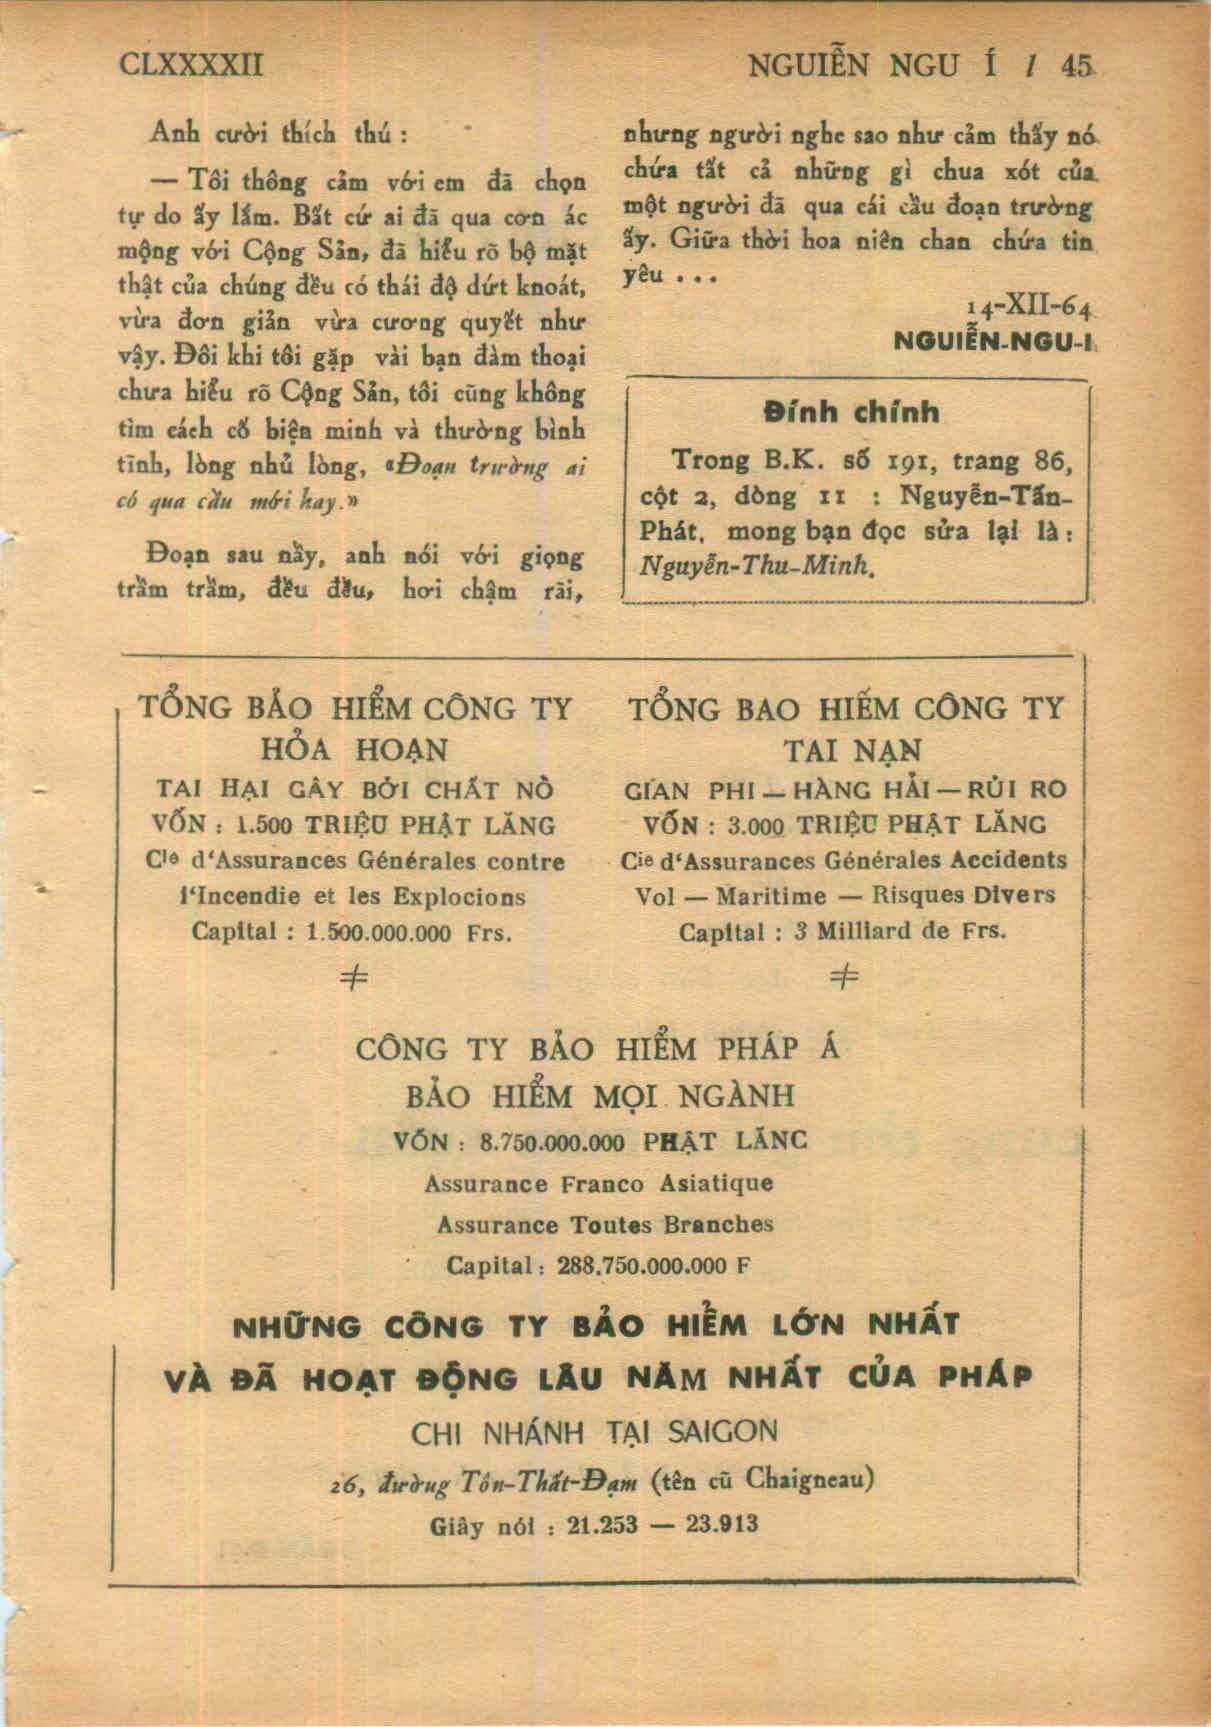 CLXXXXII NGUIỄN NGU Í / 45
Anh cười thích thú :
— Tôi thông cảm với em đã chọn
tự do ấy lắm. Bất cứ ai đã qua cơn ác
mộng với Cộng Sản, đã hiểu rõ bộ mặt
thật của chúng đều có thái độ dứt knoát,
vừa đơn giản vừa cương quyết như
vậy. Đôi khi tôi gặp vài bạn đàm thoại
chưa hiểu rõ Cộng Sản, tôi cũng không
tìm cách cố biện minh và thường bình
tĩnh, lòng nhủ lòng, «Đoạn trường ai
có qua cầu mới hay.»
Đoạn sau nầy, anh nói với giọng
trầm trầm, đều đều, hơi chậm rãi,
nhưng người nghe sao như cảm thấy nó
chứa tất cả những gì chua xót của
một người đã qua cái cầu đoạn trường
ấy. Giữa thời hoa niên chan chứa tin
yêu . . .
14-XII-64
NGUIỄN-NGU-I
Đính chính
Trong B.K. số 191, trang 86,
cột 2, dòng 11 : Nguyễn-Tấn-
Phát, mong bạn đọc sửa lại là :
Nguyễn-Thu-Minh.
TỔNG BẢO HIỂM CÔNG TY
HỎA HOẠN
TAI HẠI GÂY BỞI CHẤT NỔ
VỐN : 1.500 TRIỆU PHẬT LĂNG
Cie d'Assurances Générales contre
l'Incendie et les Explocions
Capital : 1.500.000.000 Frs.
≠
TỔNG BAO HIỂM CÔNG TY
TAI NẠN
GIAN PHI — HÀNG HẢI — RỦI RO
VỐN : 3.000 TRIỆU PHẬT LĂNG
Cie d'Assurances Générales Accidents
Vol — Maritime — Risques Divers
Capital : 3 Milliard de Frs.
≠
CÔNG TY BẢO HIỂM PHÁP Á
BẢO HIỂM MỌI NGÀNH
VỐN : 8.750.000.000 PHẬT LĂNG
Assurance Franco Asiatique
Assurance Toutes Branches
Capital : 288.750.000.000 F
NHỮNG CÔNG TY BẢO HIỂM LỚN NHẤT
VÀ ĐÃ HOẠT ĐỘNG LÂU NĂM NHẤT CỦA PHÁP
CHI NHÁNH TẠI SAIGON
26, đường Tôn-Thất-Đạm (tên cũ Chaigneau)
Giây nói : 21.253 — 23.913